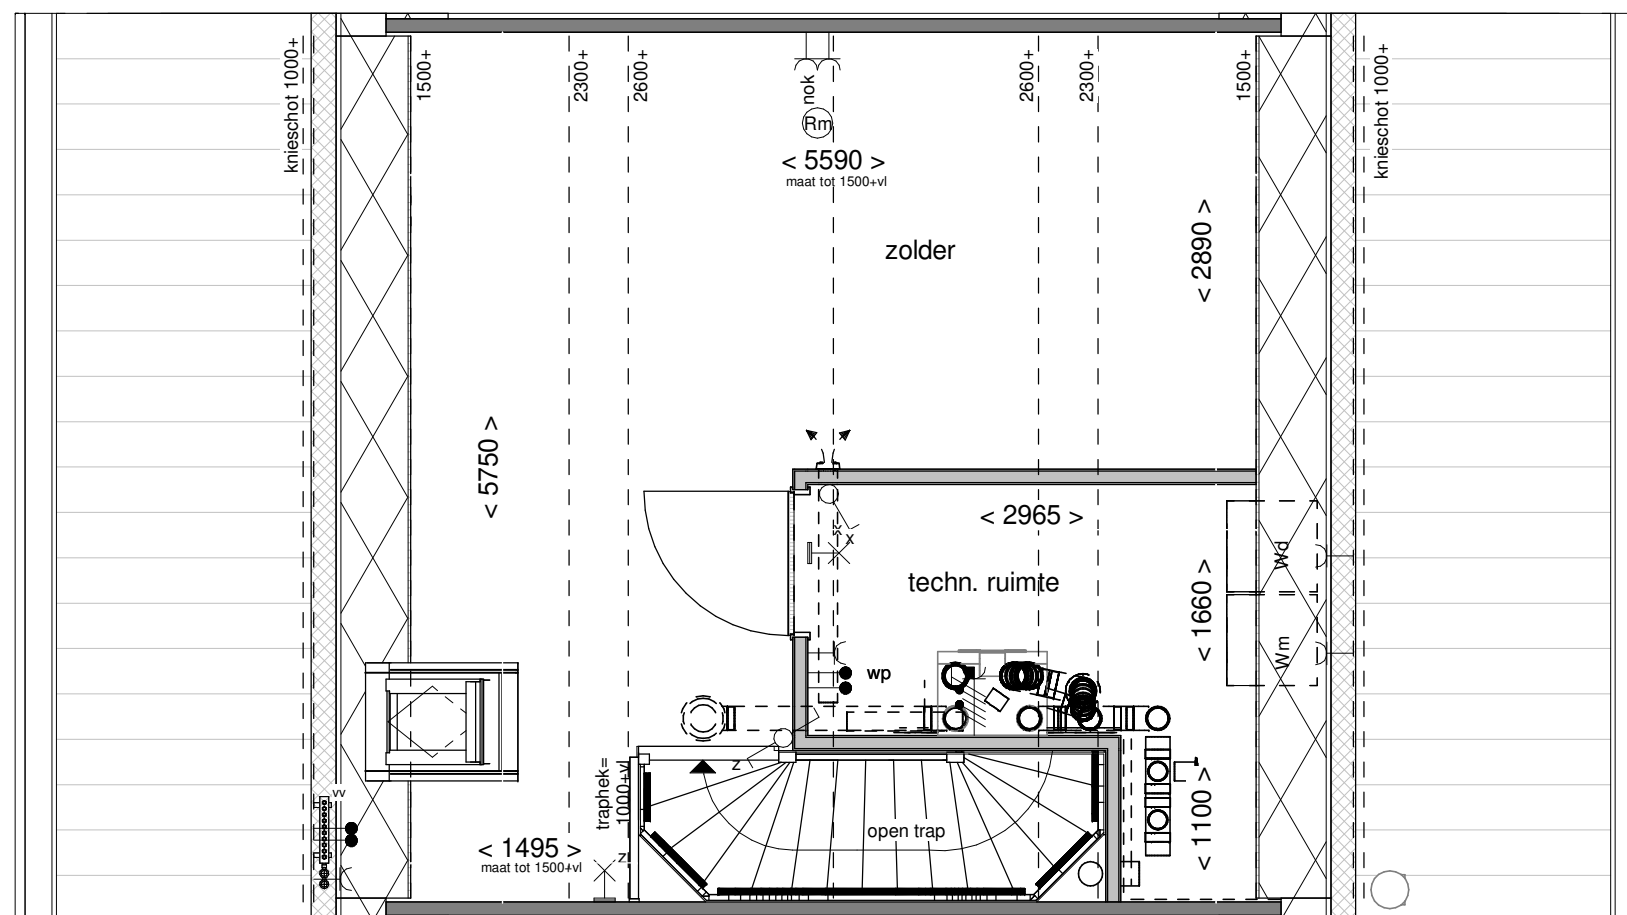 knieschot 1000+
1500+
2300+
2600+
nok
Rm
< 5590 >
maat tot 1500+vl
2600+
2300+
1500+
knieschot 1000+
zolder
< 2890 >
< 5750 >
< 2965 >
x
x
techn. ruimte
< 1660 >
Wd
Wm
wp
z
traphek=
1000+vl
vv
open trap
< 1100 >
< 1495 >
maat tot 1500+vl
z